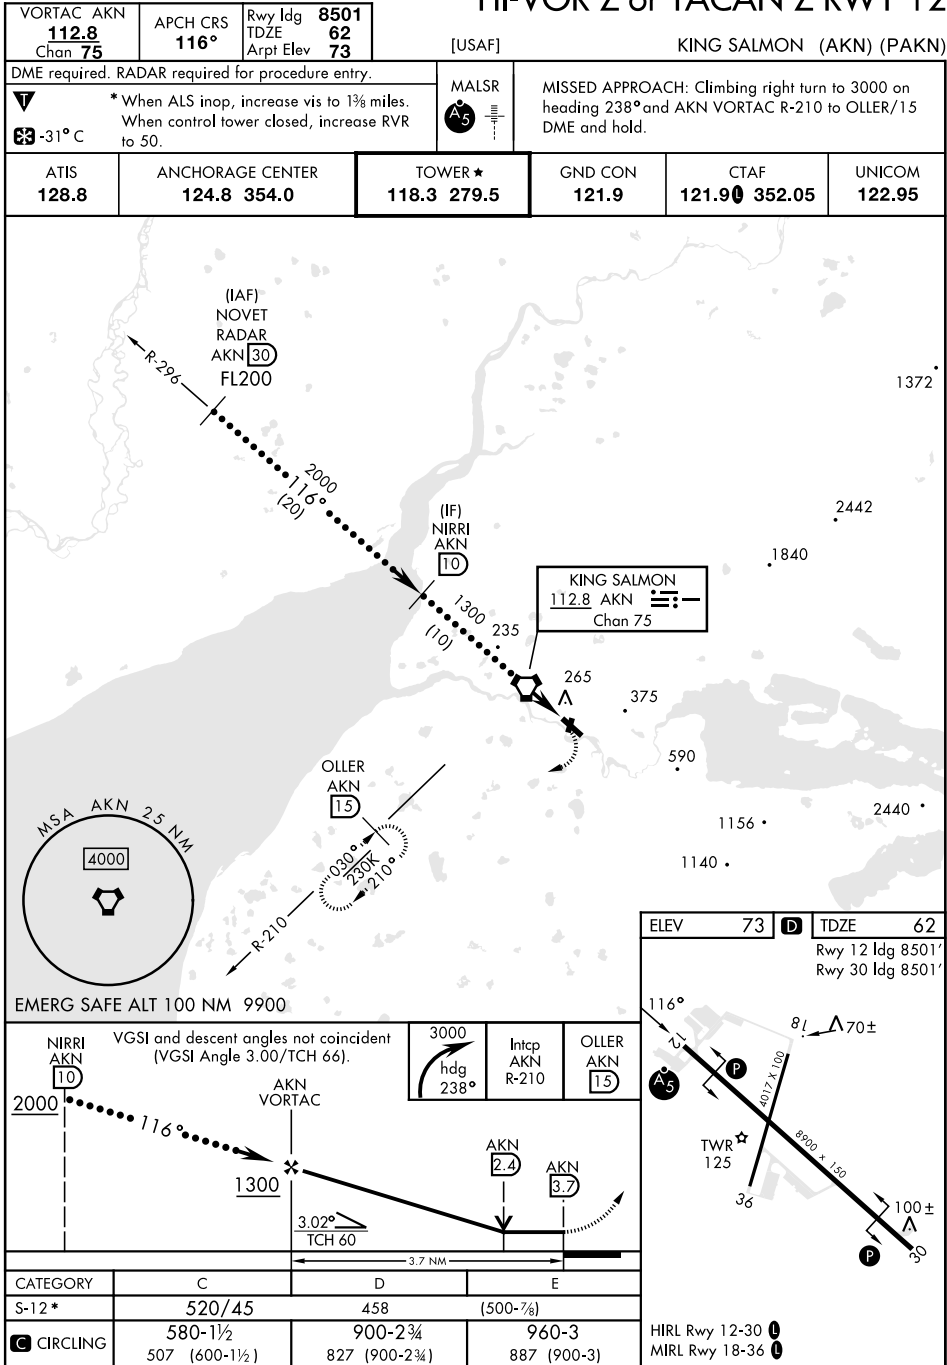 HI-VOR Z or TACAN Z RWY 12
VORTAC AKN
112.8
Chan 75
APCH CRS
116°
Rwy ldg 8501
TDZE 62
Arpt Elev 73
[USAF]
KING SALMON (AKN) (PAKN)
DME required. RADAR required for procedure entry.
T
-31°C
* When ALS inop, increase vis to 1⅜ miles.
When control tower closed, increase RVR
to 50.
MALSR
A5
MISSED APPROACH: Climbing right turn to 3000 on
heading 238° and AKN VORTAC R-210 to OLLER/15
DME and hold.
ATIS
128.8
ANCHORAGE CENTER
124.8 354.0
TOWER ★
118.3 279.5
GND CON
121.9
CTAF
121.9 L 352.05
UNICOM
122.95
(IAF)
NOVET
RADAR
AKN 30
FL200
R-296
2000
116°
(20)
(IF)
NIRRI
AKN
10
1300
(10)
235
KING SALMON
112.8 AKN
Chan 75
1372
2442
1840
265
375
590
2440
1156
1140
OLLER
AKN
15
030°
230K
210°
R-210
MSA AKN 25 NM
4000
EMERG SAFE ALT 100 NM 9900
ELEV 73 D TDZE 62
Rwy 12 ldg 8501'
Rwy 30 ldg 8501'
116°
12
A5
P
18
70±
4017 X 100
TWR
125
8900 X 150
36
100±
P
30
HIRL Rwy 12-30 L
MIRL Rwy 18-36 L
NIRRI
AKN
10
2000
VGSI and descent angles not coincident
(VGSI Angle 3.00/TCH 66).
116°
AKN
VORTAC
1300
3.02°
TCH 60
3000
hdg
238°
Intcp
AKN
R-210
OLLER
AKN
15
AKN
2.4
AKN
3.7
3.7 NM
CATEGORY C D E
S-12 * 520/45 458 (500-⅞)
C CIRCLING 580-1½ 900-2¾ 960-3
507 (600-1½) 827 (900-2¾) 887 (900-3)